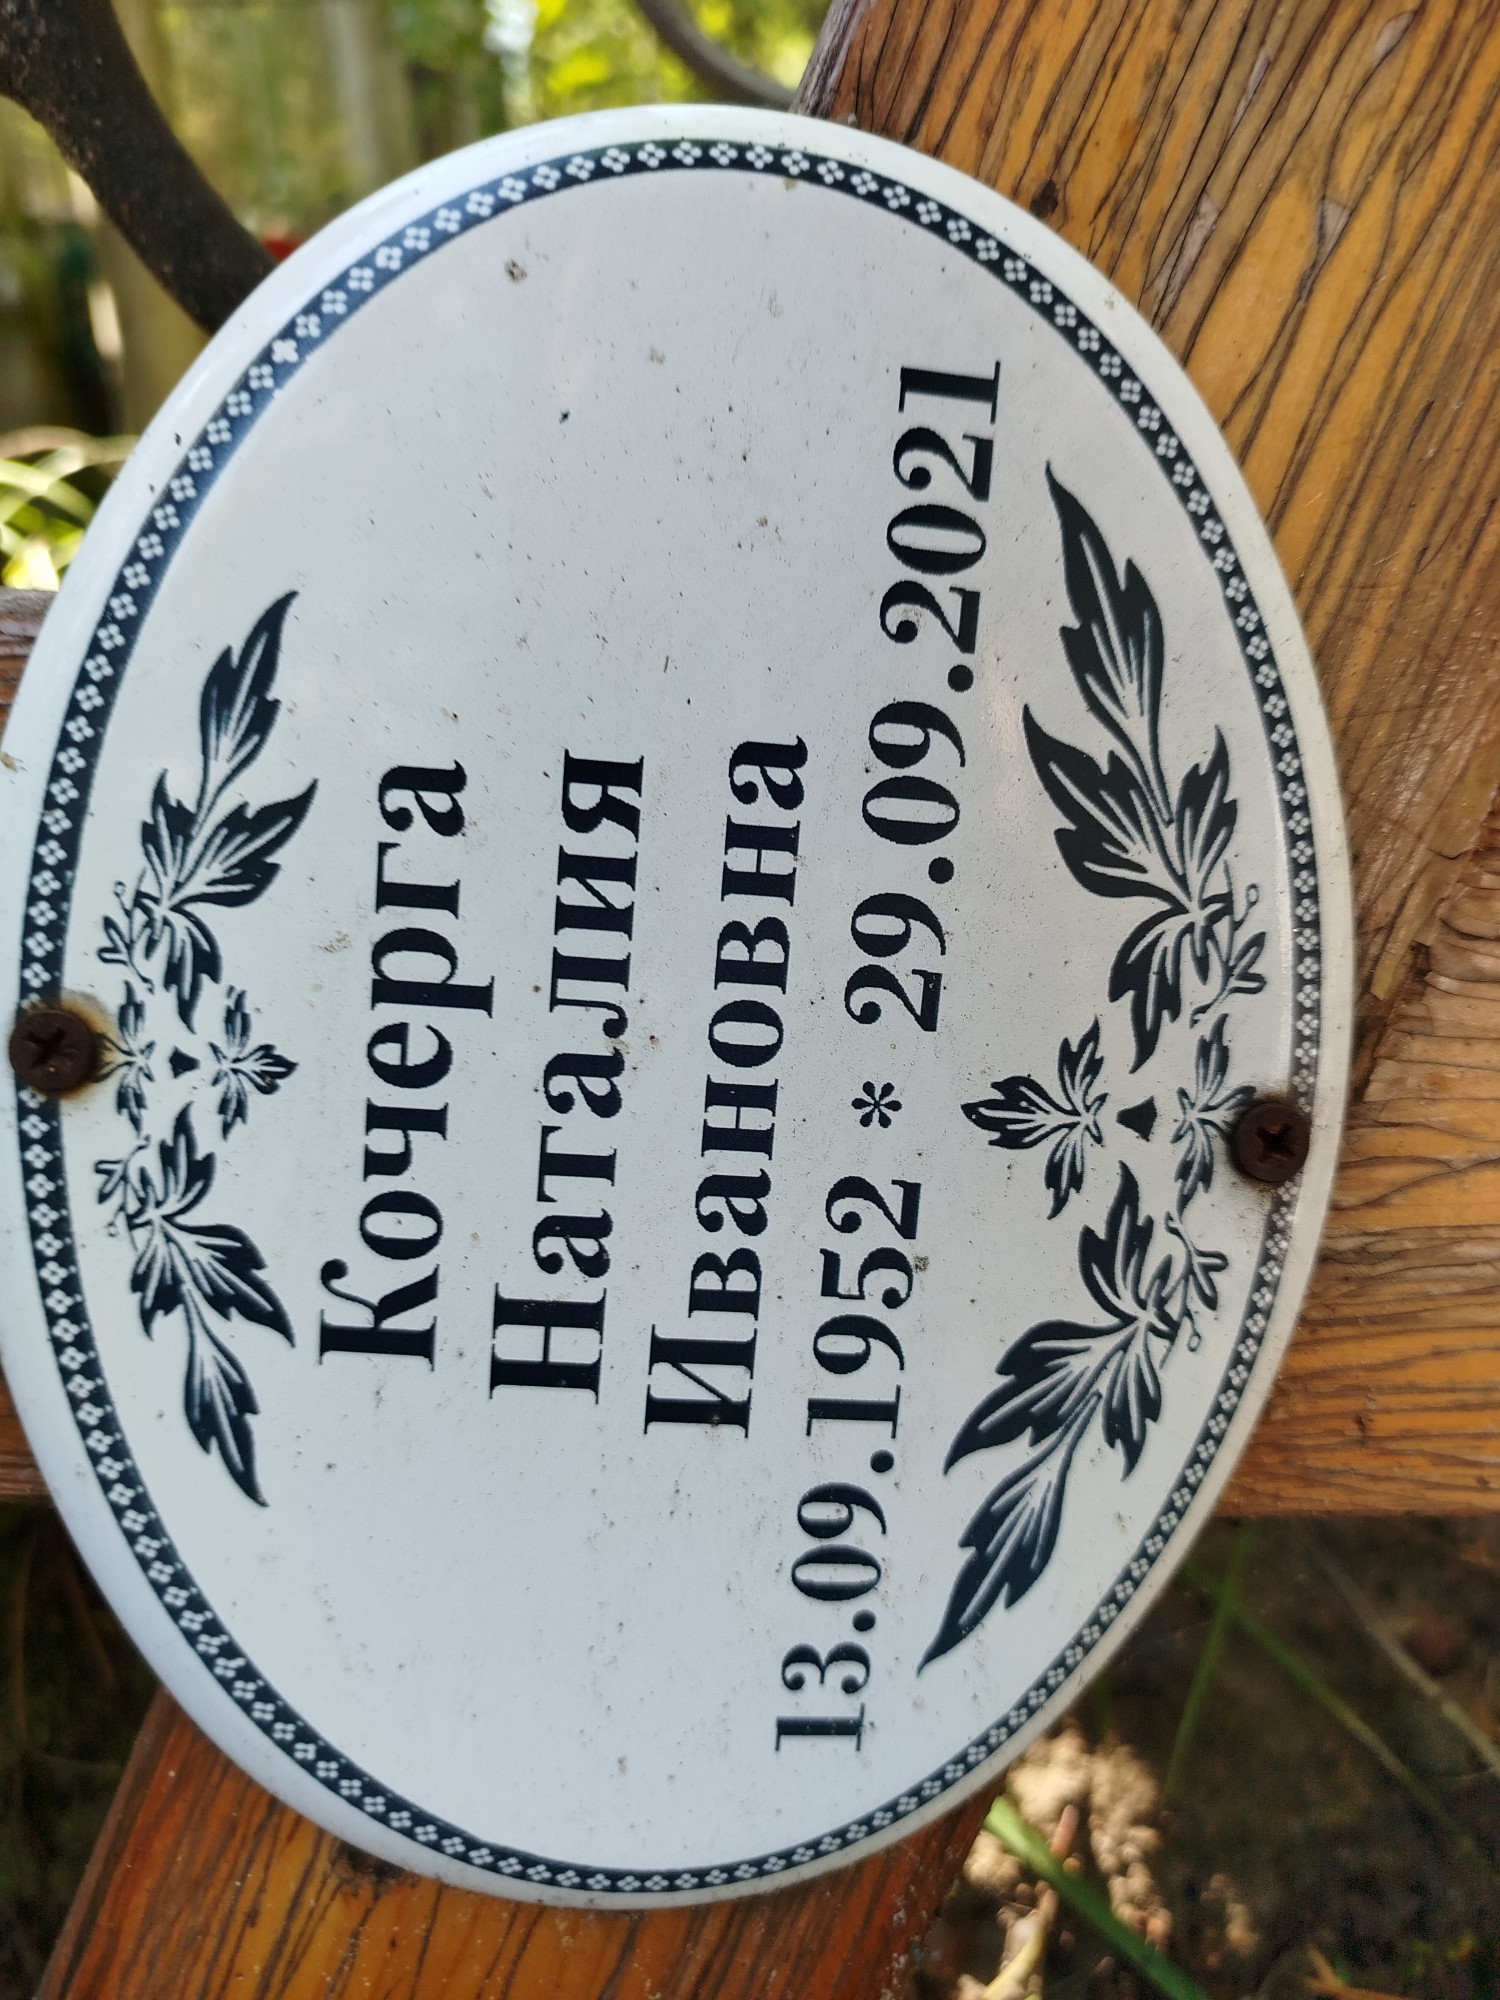 Кочерга
Наталия
Ивановна
13.09.1952 * 29.09.2021